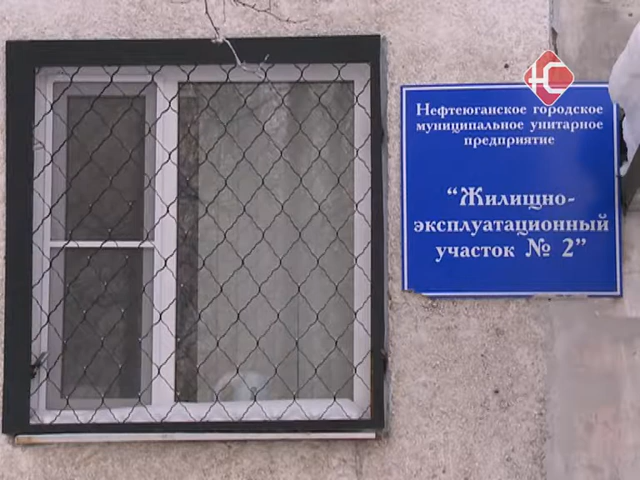 Нефтеюганское городское
муниципальное унитарное
предприятие
“Жилищно-
эксплуатационный
участок № 2”